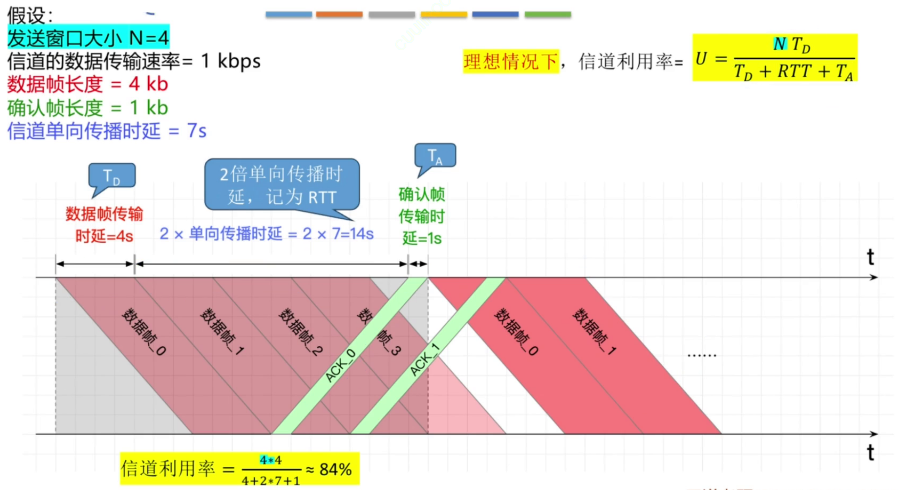 假设：
发送窗口大小 N=4
信道的数据传输速率= 1 kbps
数据帧长度 = 4 kb
确认帧长度 = 1 kb
信道单向传播时延 = 7s
理想情况下，信道利用率= U = N T_D / (T_D + RTT + T_A)
T_D
数据帧传输
时延=4s
2倍单向传播时
延，记为 RTT
2 × 单向传播时延 = 2 × 7=14s
T_A
确认帧
传输时
延=1s
t
数据帧_0
数据帧_1
数据帧_2
数据帧_3
ACK_0
ACK_1
数据帧_0
数据帧_1
......
t
信道利用率 = 4*4 / (4+2*7+1) ≈ 84%